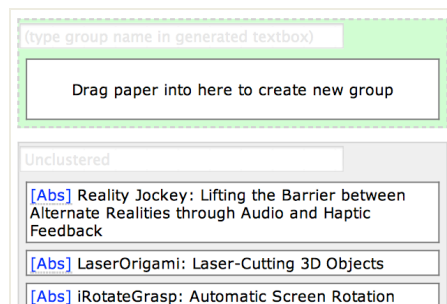 (type group name in generated textbox)
Drag paper into here to create new group
Unclustered
[Abs] Reality Jockey: Lifting the Barrier between
Alternate Realities through Audio and Haptic
Feedback
[Abs] LaserOrigami: Laser-Cutting 3D Objects
[Abs] iRotateGrasp: Automatic Screen Rotation